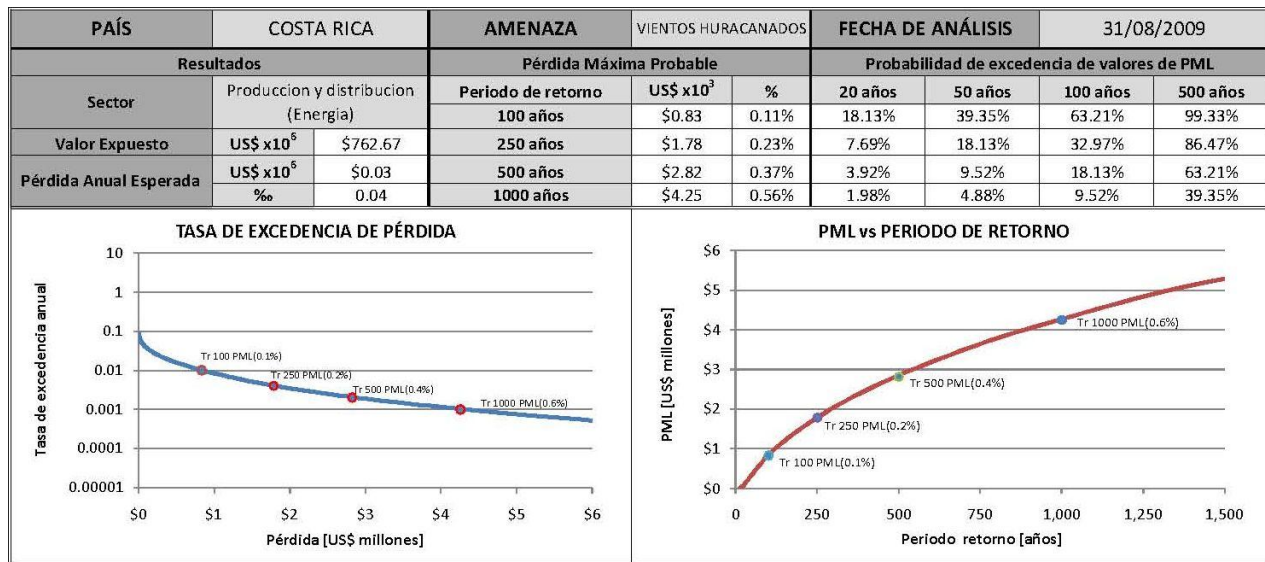 PAÍS COSTA RICA AMENAZA VIENTOS HURACANADOS FECHA DE ANÁLISIS 31/08/2009
Resultados Pérdida Máxima Probable Probabilidad de excedencia de valores de PML
Sector Produccion y distribucion (Energia) Periodo de retorno US$ x10³ % 20 años 50 años 100 años 500 años
100 años $0.83 0.11% 18.13% 39.35% 63.21% 99.33%
Valor Expuesto US$ x10⁶ $762.67 250 años $1.78 0.23% 7.69% 18.13% 32.97% 86.47%
Pérdida Anual Esperada US$ x10⁶ $0.03 500 años $2.82 0.37% 3.92% 9.52% 18.13% 63.21%
‰ 0.04 1000 años $4.25 0.56% 1.98% 4.88% 9.52% 39.35%
TASA DE EXCEDENCIA DE PÉRDIDA
Tasa de excedencia anual
10
1
0.1
0.01
0.001
0.0001
0.00001
Tr 100 PML(0.1%)
Tr 250 PML(0.2%)
Tr 500 PML(0.4%)
Tr 1000 PML(0.6%)
$0 $1 $2 $3 $4 $5 $6
Pérdida [US$ millones]
PML vs PERIODO DE RETORNO
PML [US$ millones]
$6
$5
$4
$3
$2
$1
$0
Tr 1000 PML(0.6%)
Tr 500 PML(0.4%)
Tr 250 PML(0.2%)
Tr 100 PML(0.1%)
0 250 500 750 1,000 1,250 1,500
Periodo retorno [años]